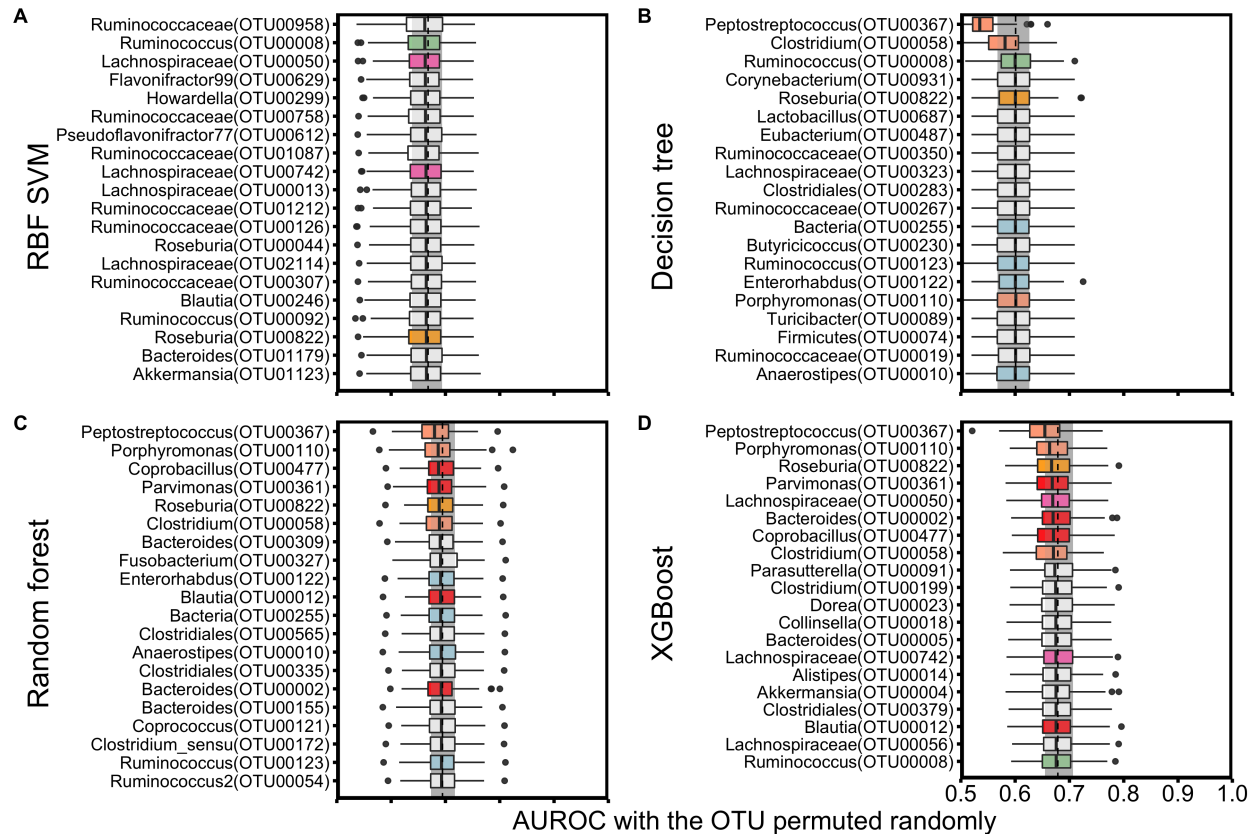 A
RBF SVM
Ruminococcaceae(OTU00958)
Ruminococcus(OTU00008)
Lachnospiraceae(OTU00050)
Flavonifractor99(OTU00629)
Howardella(OTU00299)
Ruminococcaceae(OTU00758)
Pseudoflavonifractor77(OTU00612)
Ruminococcaceae(OTU01087)
Lachnospiraceae(OTU00742)
Lachnospiraceae(OTU00013)
Ruminococcaceae(OTU01212)
Ruminococcaceae(OTU00126)
Roseburia(OTU00044)
Lachnospiraceae(OTU02114)
Ruminococcaceae(OTU00307)
Blautia(OTU00246)
Ruminococcus(OTU00092)
Roseburia(OTU00822)
Bacteroides(OTU01179)
Akkermansia(OTU01123)
B
Decision tree
Peptostreptococcus(OTU00367)
Clostridium(OTU00058)
Ruminococcus(OTU00008)
Corynebacterium(OTU00931)
Roseburia(OTU00822)
Lactobacillus(OTU00687)
Eubacterium(OTU00487)
Ruminococcaceae(OTU00350)
Lachnospiraceae(OTU00323)
Clostridiales(OTU00283)
Ruminococcaceae(OTU00267)
Bacteria(OTU00255)
Butyricicoccus(OTU00230)
Ruminococcus(OTU00123)
Enterorhabdus(OTU00122)
Porphyromonas(OTU00110)
Turicibacter(OTU00089)
Firmicutes(OTU00074)
Ruminococcaceae(OTU00019)
Anaerostipes(OTU00010)
C
Random forest
Peptostreptococcus(OTU00367)
Porphyromonas(OTU00110)
Coprobacillus(OTU00477)
Parvimonas(OTU00361)
Roseburia(OTU00822)
Clostridium(OTU00058)
Bacteroides(OTU00309)
Fusobacterium(OTU00327)
Enterorhabdus(OTU00122)
Blautia(OTU00012)
Bacteria(OTU00255)
Clostridiales(OTU00565)
Anaerostipes(OTU00010)
Clostridiales(OTU00335)
Bacteroides(OTU00002)
Bacteroides(OTU00155)
Coprococcus(OTU00121)
Clostridium_sensu(OTU00172)
Ruminococcus(OTU00123)
Ruminococcus2(OTU00054)
D
XGBoost
Peptostreptococcus(OTU00367)
Porphyromonas(OTU00110)
Roseburia(OTU00822)
Parvimonas(OTU00361)
Lachnospiraceae(OTU00050)
Bacteroides(OTU00002)
Coprobacillus(OTU00477)
Clostridium(OTU00058)
Parasutterella(OTU00091)
Clostridium(OTU00199)
Dorea(OTU00023)
Collinsella(OTU00018)
Bacteroides(OTU00005)
Lachnospiraceae(OTU00742)
Alistipes(OTU00014)
Akkermansia(OTU00004)
Clostridiales(OTU00379)
Blautia(OTU00012)
Lachnospiraceae(OTU00056)
Ruminococcus(OTU00008)
0.5 0.6 0.7 0.8 0.9 1.0
AUROC with the OTU permuted randomly